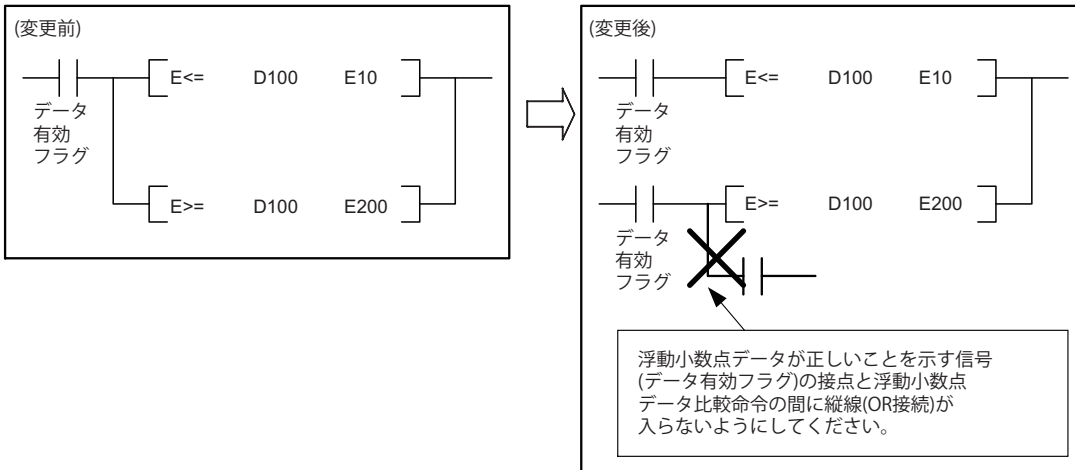 (変更前)
E<= D100 E10
データ
有効
フラグ
E>= D100 E200
(変更後)
E<= D100 E10
データ
有効
フラグ
E>= D100 E200
データ
有効
フラグ
浮動小数点データが正しいことを示す信号
(データ有効フラグ)の接点と浮動小数点
データ比較命令の間に縦線(OR接続)が
入らないようにしてください。